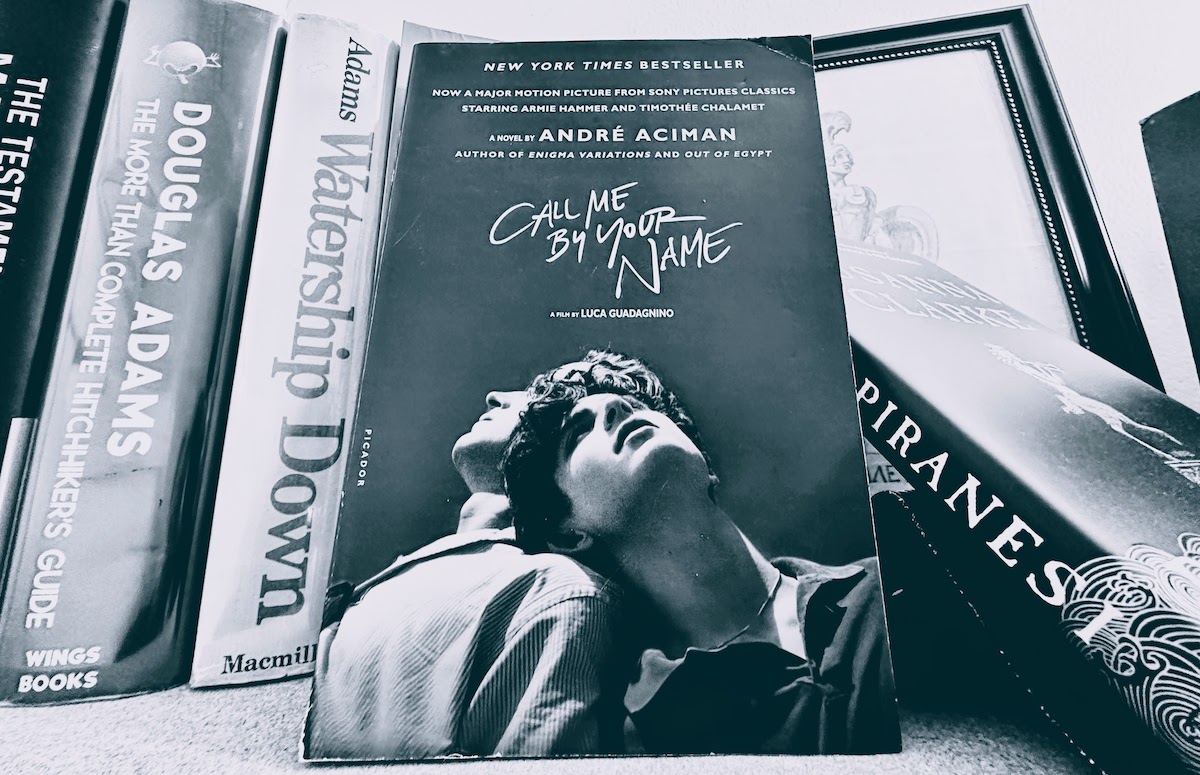 THE
DOUGLAS ADAMS
THE MORE THAN COMPLETE HITCHHIKER'S GUIDE
WINGS
BOOKS
Adams
Watership Down
NEW YORK TIMES BESTSELLER
NOW A MAJOR MOTION PICTURE FROM SONY PICTURES CLASSICS
STARRING ARMIE HAMMER AND TIMOTHÉE CHALAMET
A NOVEL BY ANDRÉ ACIMAN
AUTHOR OF ENIGMA VARIATIONS AND OUT OF EGYPT
CALL ME
BY YOUR
NAME
A FILM BY LUCA GUADAGNINO
PICADOR
CLARKE
PIRANESI